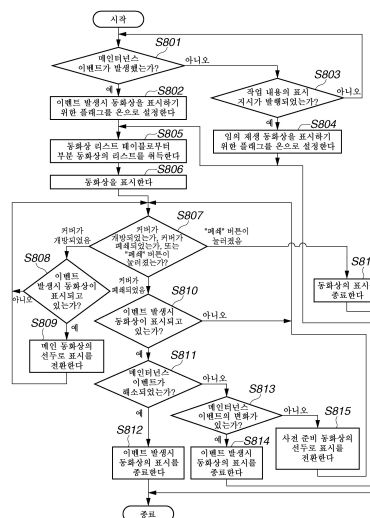 시작
S801
메인터넌스
이벤트가 발생했는가?
아니오
예
S802
이벤트 발생시 동화상을 표시하기
위한 플래그를 온으로 설정한다
S803
작업 내용의 표시
지시가 발행되었는가?
아니오
예
S804
임의 재생 동화상을 표시하기
위한 플래그를 온으로 설정한다
S805
동화상 리스트 테이블로부터
부분 동화상의 리스트를 취득한다
S806
동화상을 표시한다
S807
커버가
개방되었는가, 커버가
폐쇄되었는가, 또는
"폐쇄" 버튼이
눌러졌는가?
커버가
개방되었음
"폐쇄" 버튼이
눌러졌음
커버가
폐쇄되었음
S808
이벤트
발생시 동화상이
표시되고
있는가?
아니오
예
S809
메인 동화상의
선두로 표시를
전환한다
S810
이벤트 발생시
동화상이 표시되고
있는가?
아니오
예
S81
동화상의 표시
종료한다
S811
메인터넌스
이벤트가
해소되었는가?
아니오
예
S812
이벤트 발생시
동화상의 표시를
종료한다
S813
메인터넌스
이벤트의 변화가
있는가?
아니오
예
S814
이벤트 발생시
동화상의 표시를
종료한다
S815
사전 준비 동화상의
선두로 표시를
전환한다
종료